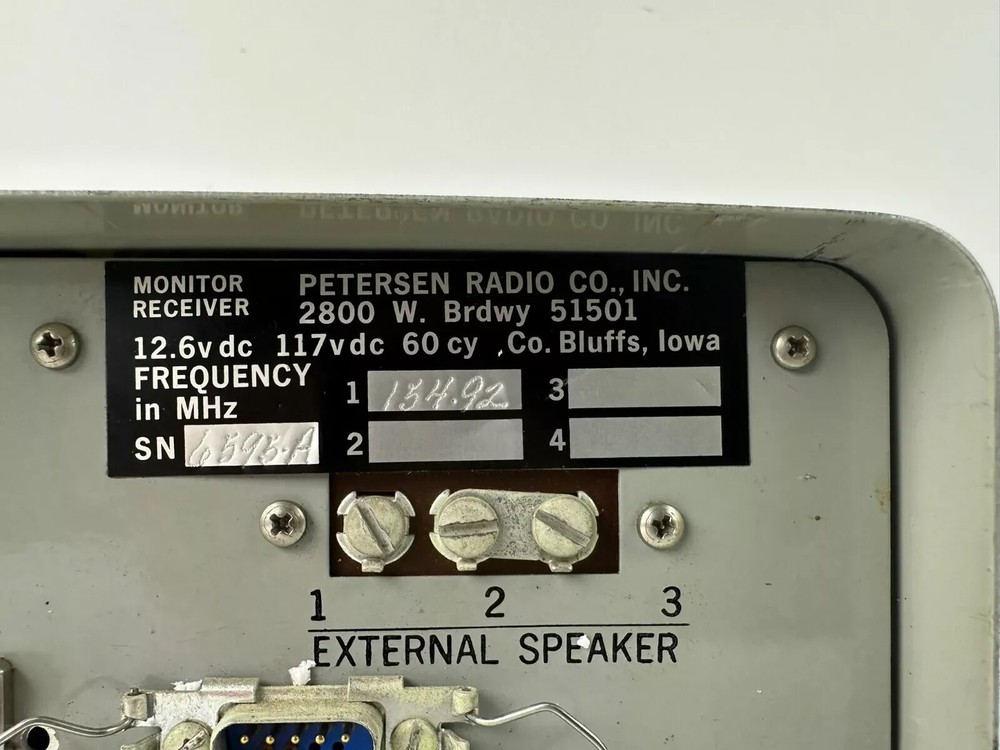 MONITOR PETERSEN RADIO CO., INC.
RECEIVER 2800 W. Brdwy 51501
12.6vdc 117vdc 60cy , Co. Bluffs, Iowa
FREQUENCY
in MHz
1 154.92 3
SN 6595-A 2 4
1 2 3
EXTERNAL SPEAKER